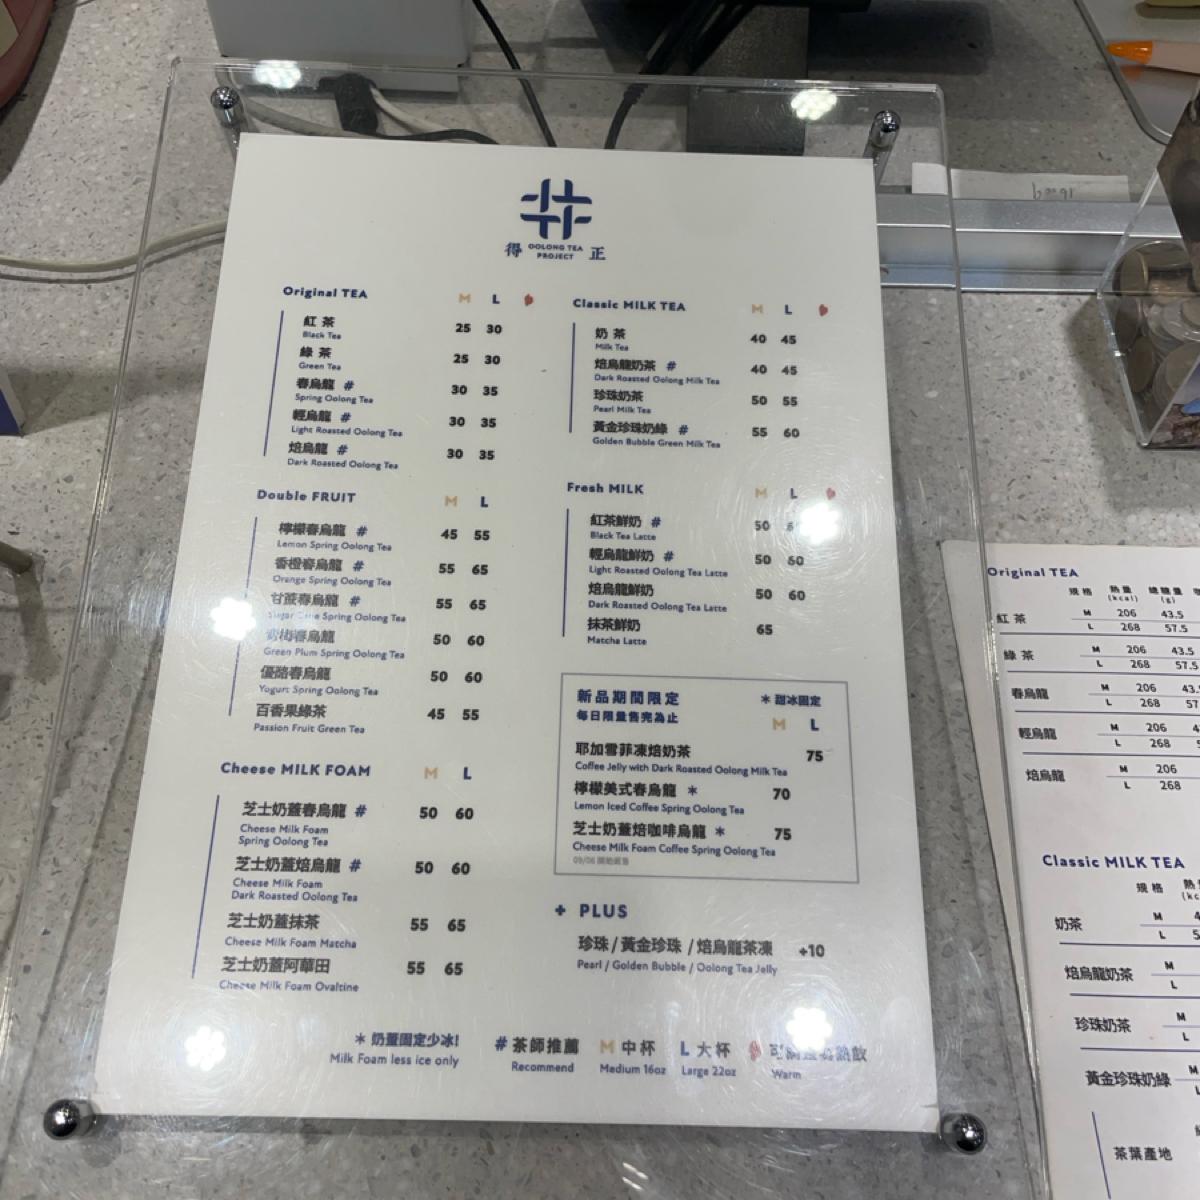 得 OOLONG TEA PROJECT 正
Original TEA M L
紅茶 25 30
Black Tea
綠茶 25 30
Green Tea
春烏龍 # 30 35
Spring Oolong Tea
輕烏龍 # 30 35
Light Roasted Oolong Tea
焙烏龍 # 30 35
Dark Roasted Oolong Tea
Double FRUIT M L
檸檬春烏龍 # 45 55
Lemon Spring Oolong Tea
香橙春烏龍 # 55 65
Orange Spring Oolong Tea
甘蔗春烏龍 # 55 65
Spring Oolong Tea
春烏龍 50 60
Green Plum Spring Oolong Tea
優酪春烏龍 50 60
Yogurt Spring Oolong Tea
百香果綠茶 45 55
Passion Fruit Green Tea
Cheese MILK FOAM M L
芝士奶蓋春烏龍 # 50 60
Cheese Milk Foam
Spring Oolong Tea
芝士奶蓋焙烏龍 # 50 60
Cheese Milk Foam
Dark Roasted Oolong Tea
芝士奶蓋抹茶 55 65
Cheese Milk Foam Matcha
芝士奶蓋阿華田 55 65
Cheese Milk Foam Ovaltine
Classic MILK TEA M L
奶茶 40 45
Milk Tea
焙烏龍奶茶 # 40 45
Dark Roasted Oolong Milk Tea
珍珠奶茶 50 55
Pearl Milk Tea
黃金珍珠奶綠 # 55 60
Golden Bubble Green Milk Tea
Fresh MILK M L
紅茶鮮奶 # 50
Black Tea Latte
輕烏龍鮮奶 # 50 60
Light Roasted Oolong Tea Latte
焙烏龍鮮奶 50 60
Dark Roasted Oolong Tea Latte
抹茶鮮奶 65
Matcha Latte
新品期間限定 * 甜冰固定
每日限量售完為止 M L
耶加雪菲凍焙奶茶 75
Coffee Jelly with Dark Roasted Oolong Milk Tea
檸檬美式春烏龍 * 70
Lemon Iced Coffee Spring Oolong Tea
芝士奶蓋焙咖啡烏龍 * 75
Cheese Milk Foam Coffee Spring Oolong Tea
+ PLUS
珍珠 / 黃金珍珠 / 焙烏龍茶凍 +10
Pearl / Golden Bubble / Oolong Tea Jelly
* 奶蓋固定少冰!
Milk Foam less ice only
# 茶師推薦 M 中杯 L 大杯
Recommend Medium 16oz Large 22oz Warm
Original TEA
規格 熱量 總糖量
(kcal) (g)
紅茶 M 206 43.5
L 268 57.5
綠茶 M 206 43.5
L 268 57.5
春烏龍 M 206
L 268
輕烏龍 M 206
L 268
焙烏龍 M 206
L 268
Classic MILK TEA
規格
奶茶 M
L
焙烏龍奶茶 M
L
珍珠奶茶 M
L
黃金珍珠奶綠 M
茶葉產地